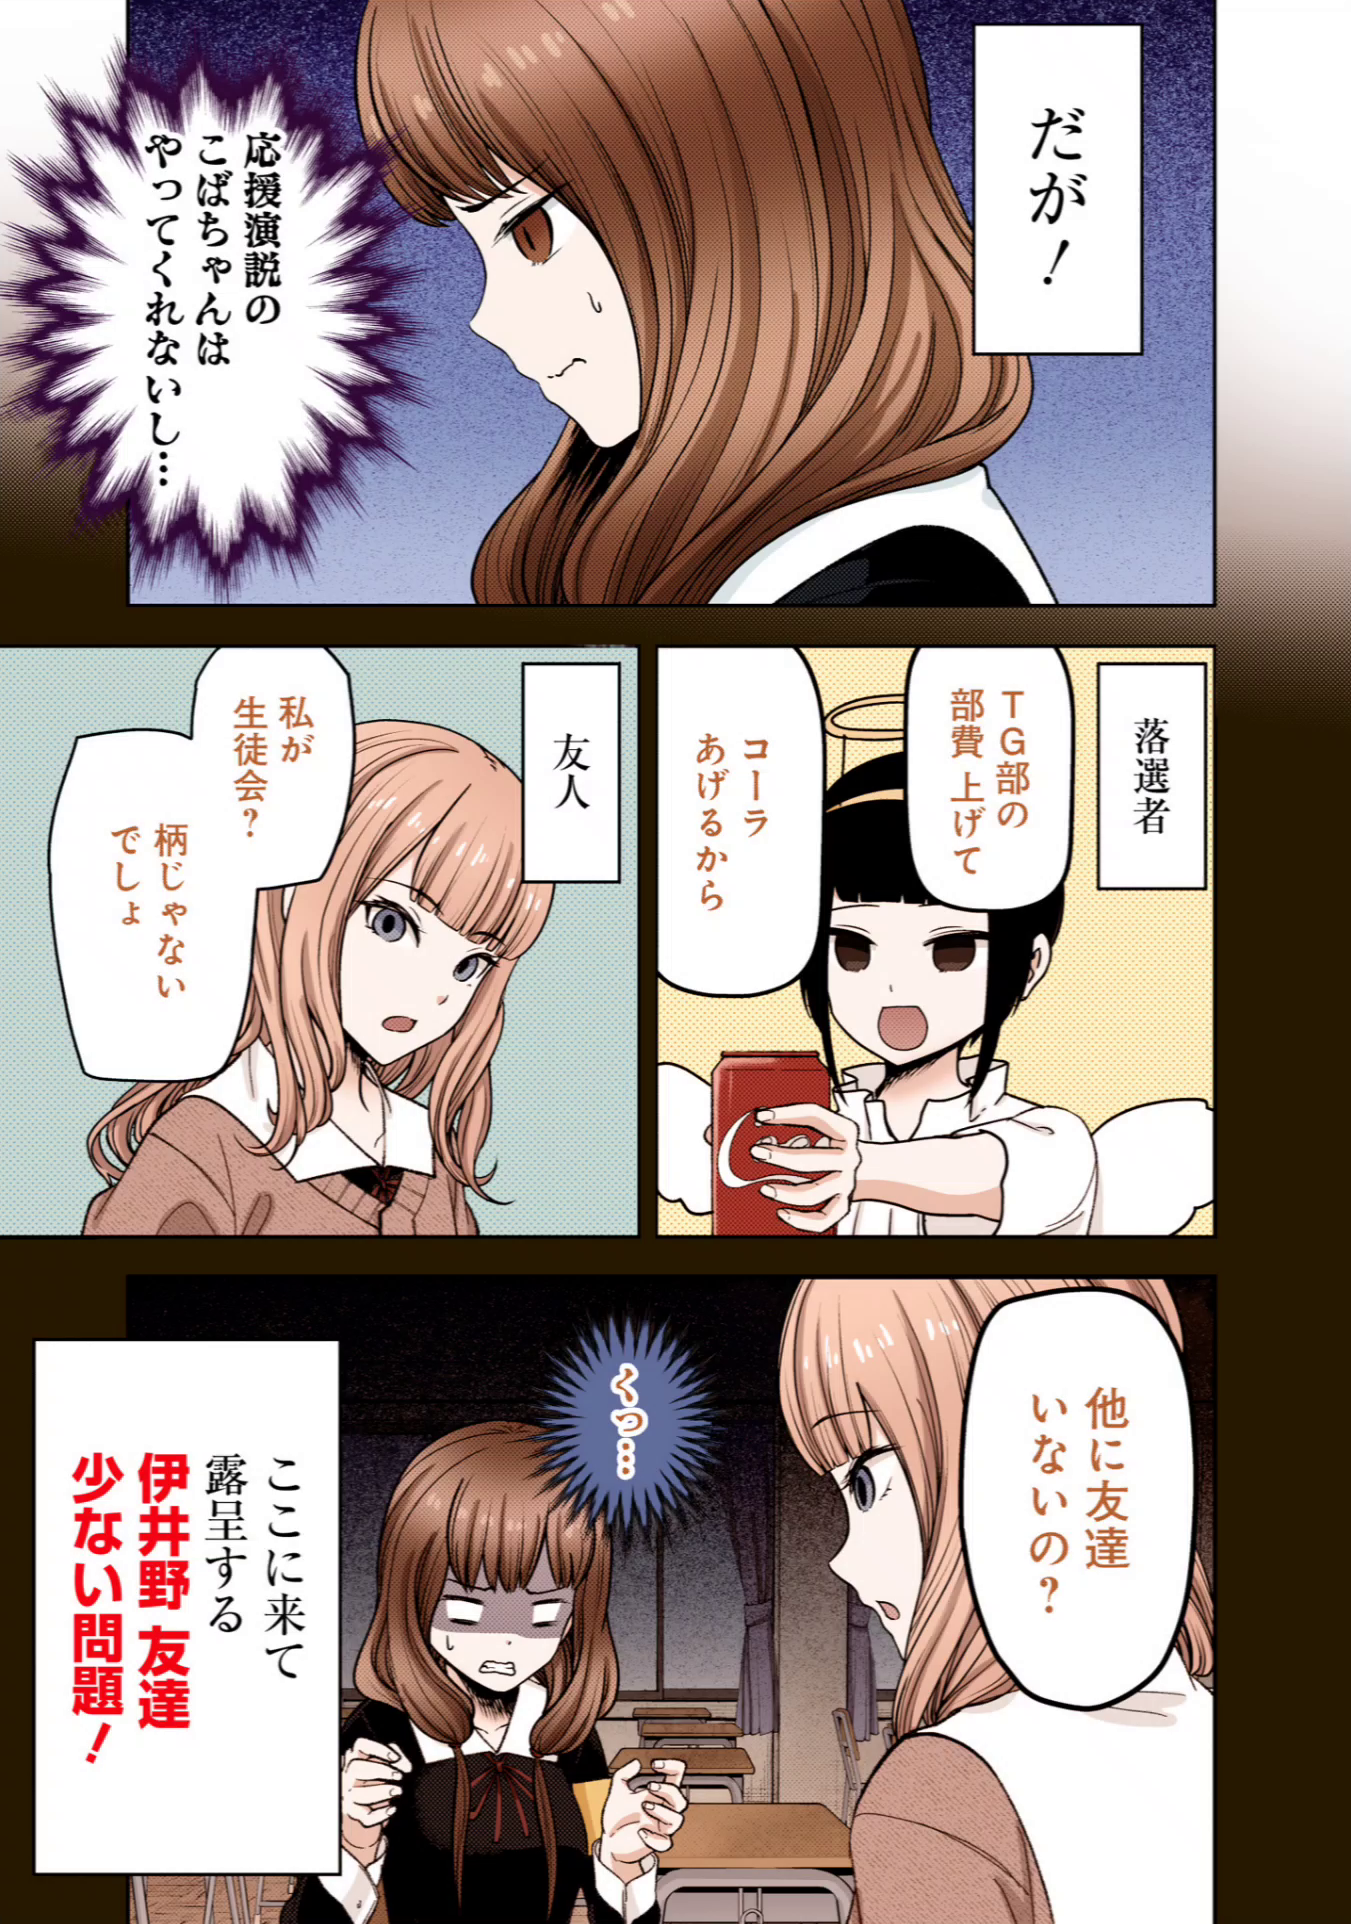 だが！
応援演説の
こばちゃんは
やってくれないし…
落選者
ＴＧ部の
部費上げて
コーラ
あげるから
友人
私が
生徒会？
柄じゃない
でしょ
他に友達
いないの？
くっ…
ここに来て
露呈する
伊井野 友達
少ない問題！